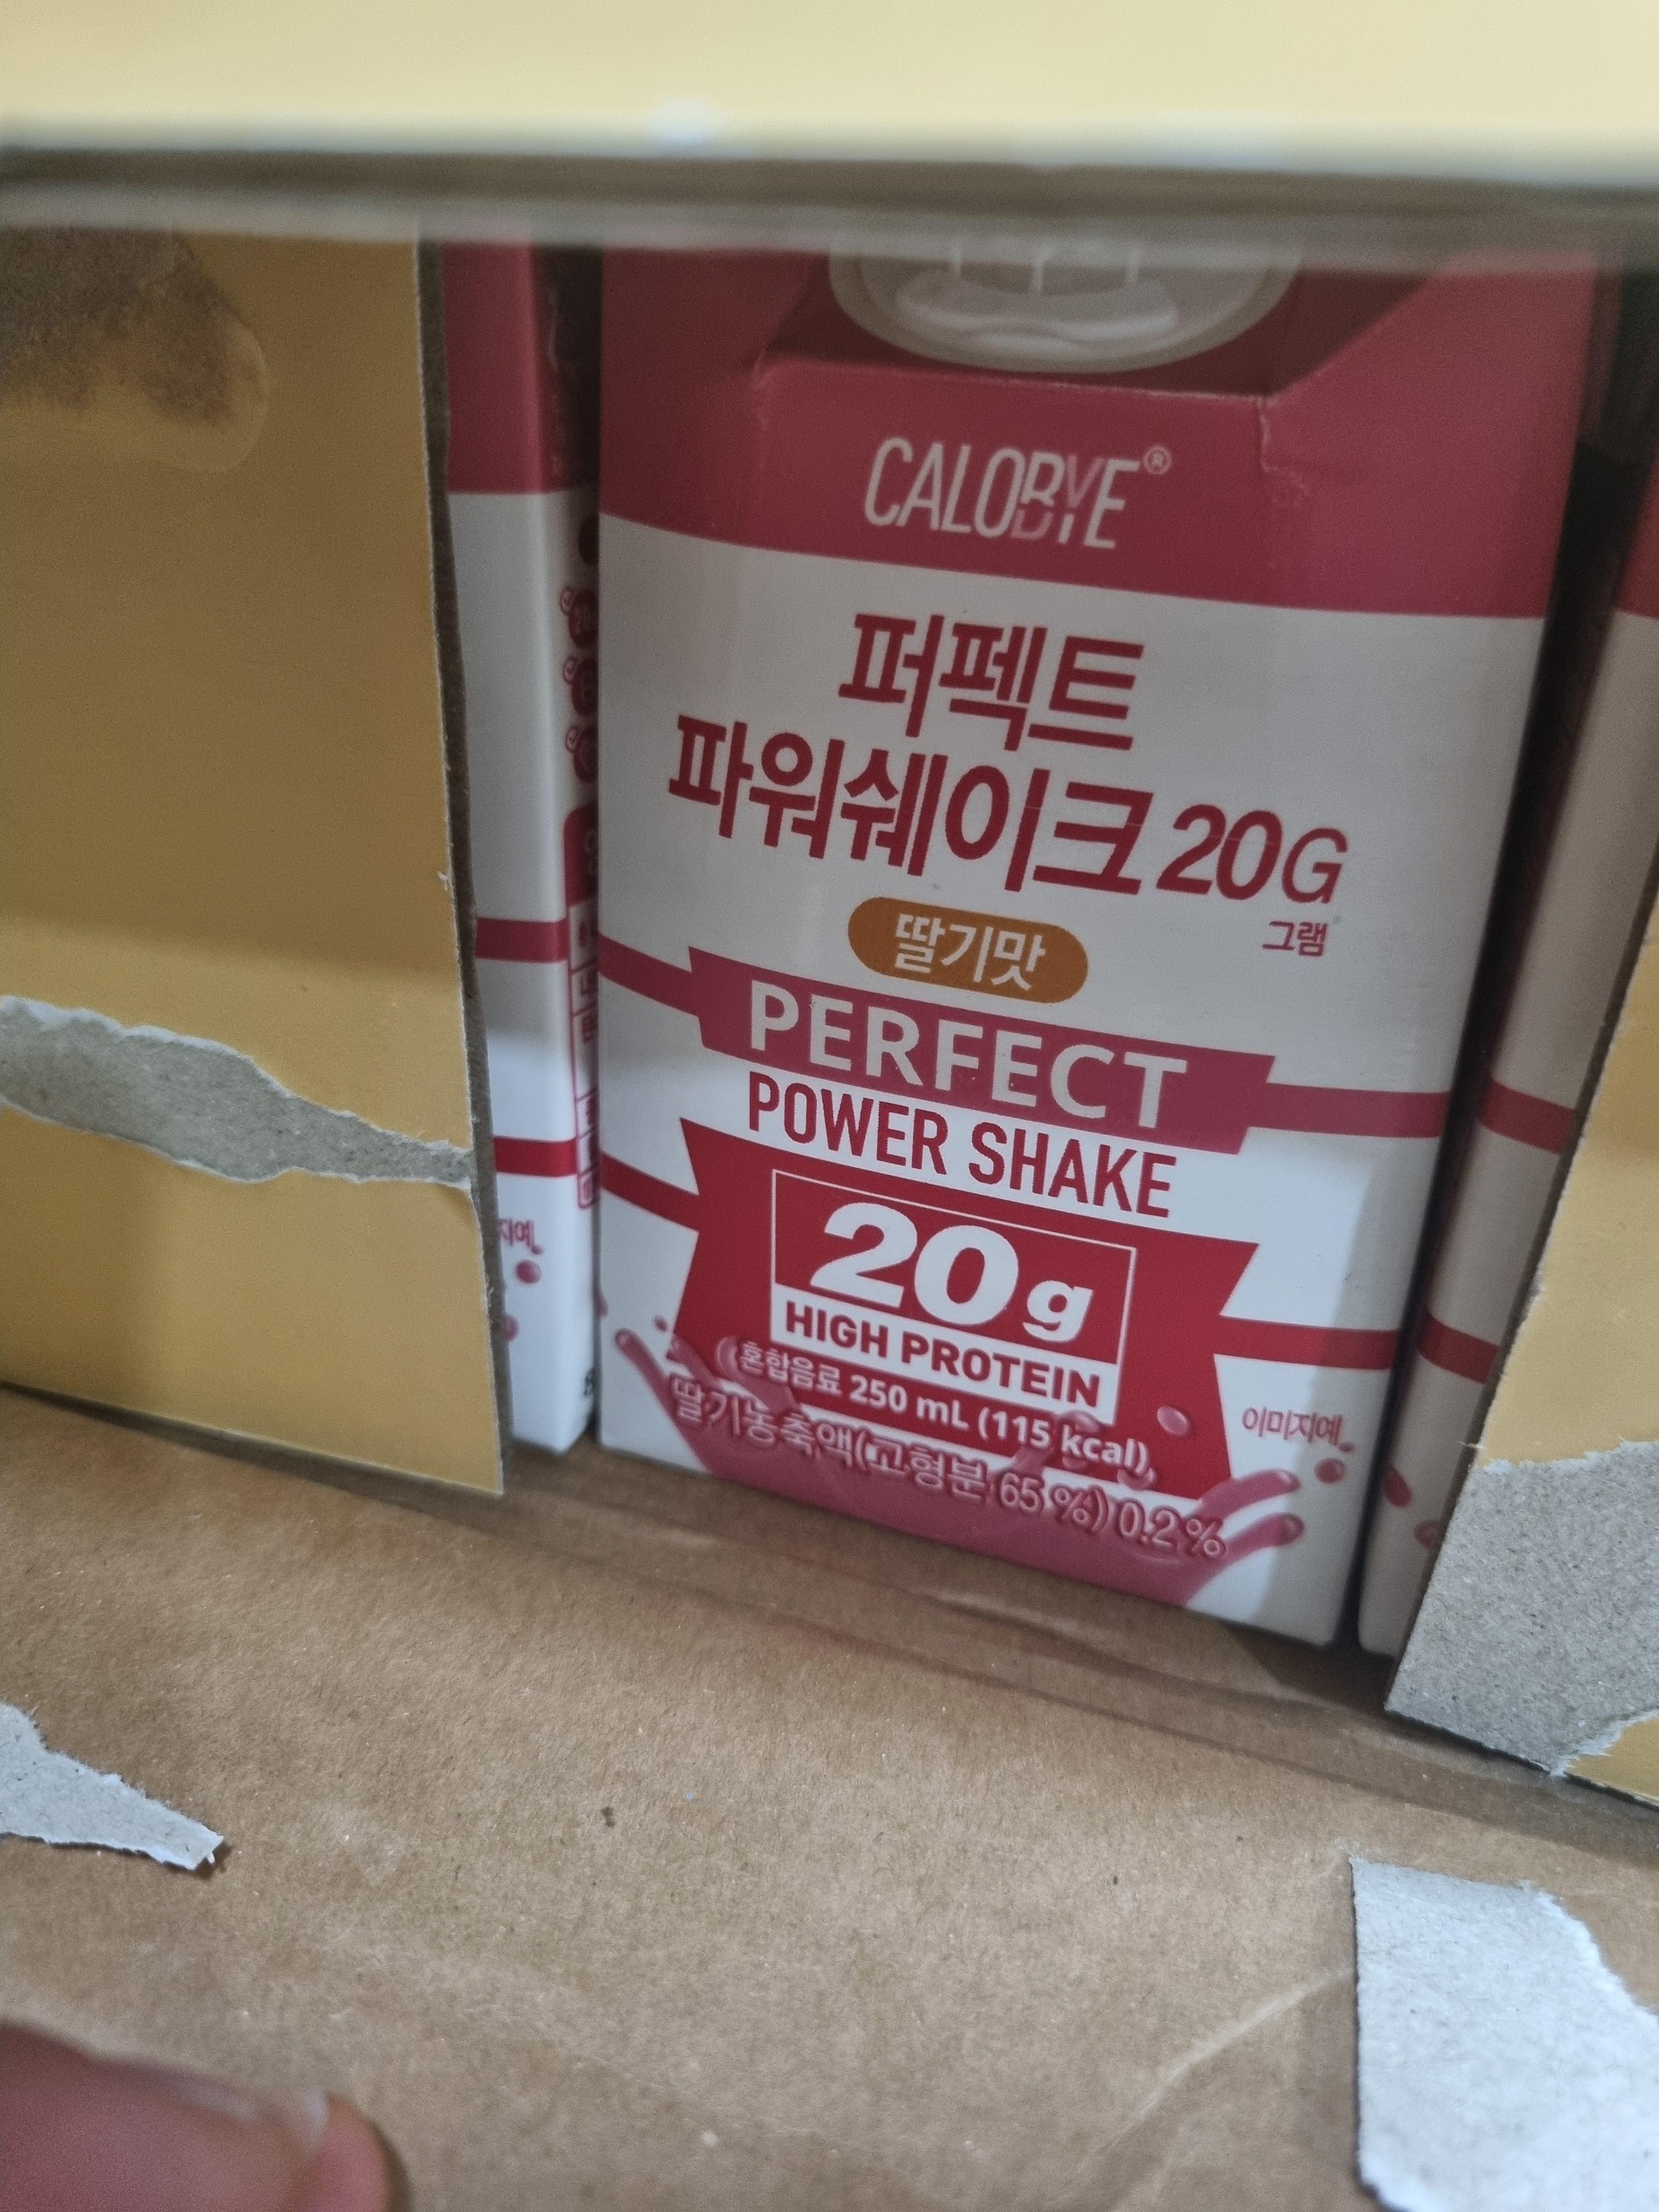 CALOBYE®
퍼펙트
파워쉐이크 20G
그램
딸기맛
PERFECT
POWER SHAKE
20g
HIGH PROTEIN
혼합음료 250 mL (115 kcal)
딸기농축액(고형분 65 %) 0.2 %
이미지예
지예